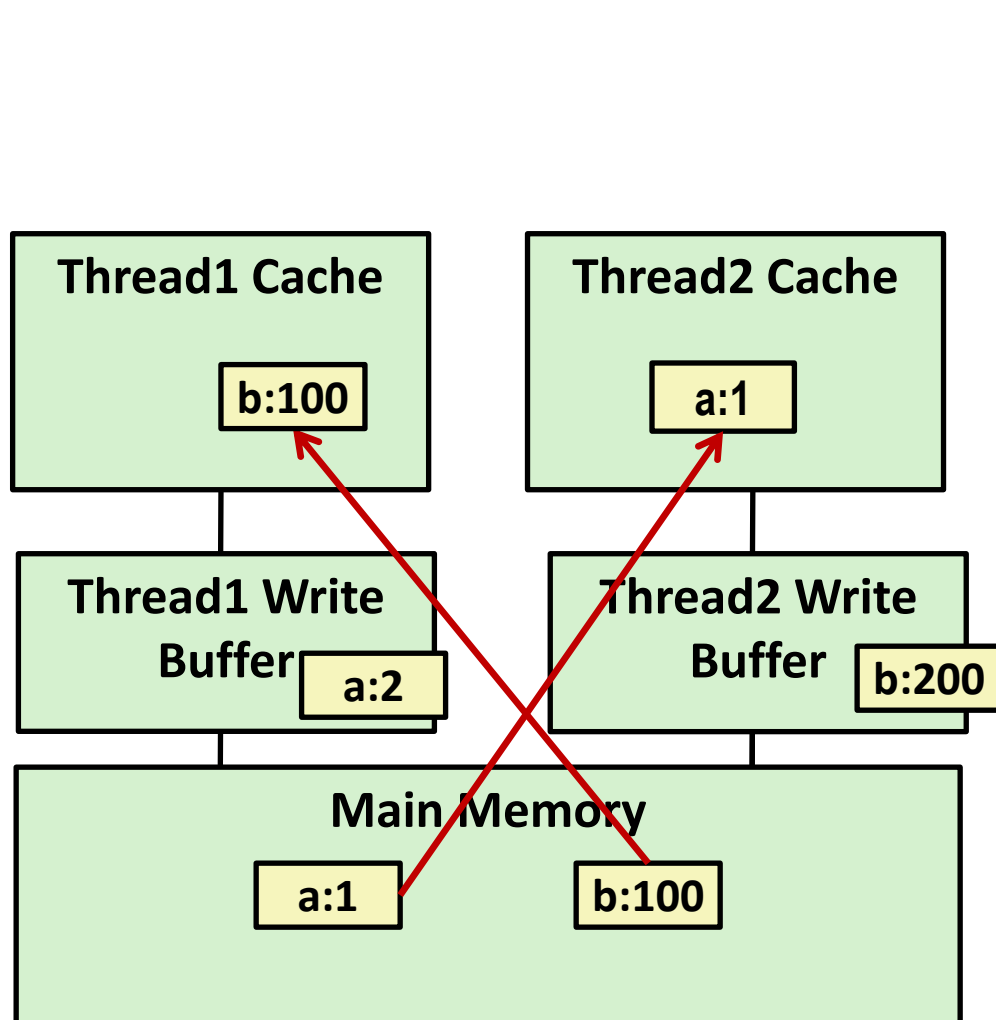 Thread1 Cache
b:100
Thread2 Cache
a:1
Thread1 Write
Buffer
a:2
Thread2 Write
Buffer
b:200
Main Memory
a:1
b:100